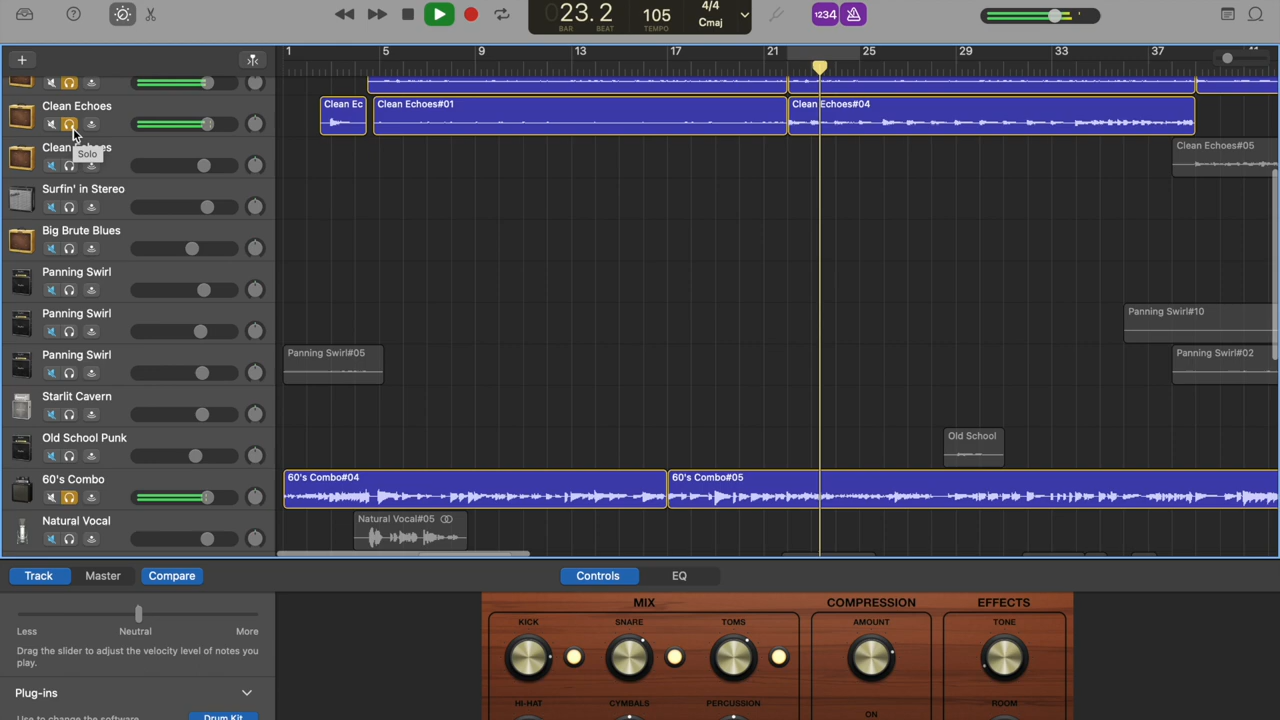 23.2
BAR
BEAT
105
TEMPO
4/4
Cmaj
1234
1
5
9
13
17
21
25
29
33
37
Clean Echoes
Clean Ec
Clean Echoes#01
Clean Echoes#04
Solo
Clean Echoes
Clean Echoes#05
Surfin' in Stereo
Big Brute Blues
Panning Swirl
Panning Swirl
Panning Swirl#10
Panning Swirl
Panning Swirl#05
Panning Swirl#02
Starlit Cavern
Old School Punk
Old School
60's Combo
60's Combo#04
60's Combo#05
Natural Vocal
Natural Vocal#05
Track
Master
Compare
Controls
EQ
Less
Neutral
More
Drag the slider to adjust the velocity level of notes you
play.
Plug-ins
Drum Kit
MIX
COMPRESSION
EFFECTS
KICK
SNARE
TOMS
AMOUNT
TONE
HI-HAT
CYMBALS
PERCUSSION
ON
ROOM